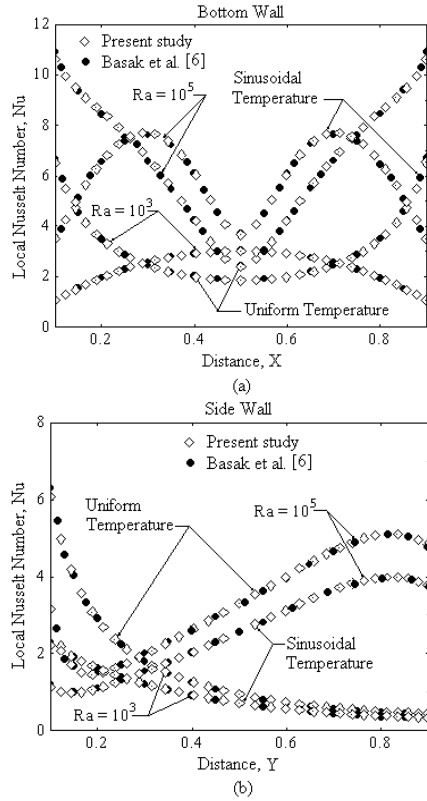 Bottom Wall
12
10
8
6
4
2
0
Local Nusselt Number, Nu
Present study
Basak et al. [6]
Ra = 10⁵
Sinusoidal
Temperature
Ra = 10³
Uniform Temperature
0.2
0.4
0.6
0.8
Distance, X
(a)
Side Wall
8
6
4
2
0
Local Nusselt Number, Nu
Present study
Basak et al. [6]
Uniform
Temperature
Ra = 10⁵
Sinusoidal
Temperature
Ra = 10³
0.2
0.4
0.6
0.8
Distance, Y
(b)